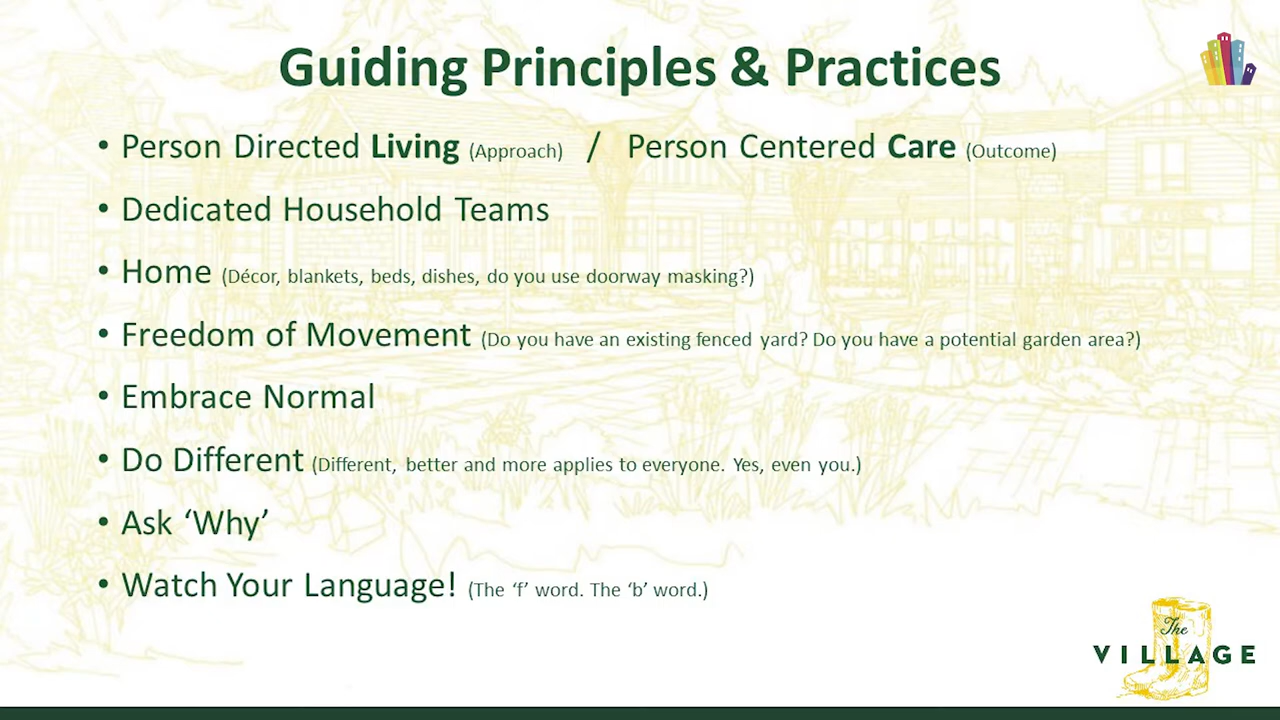 Guiding Principles & Practices
• Person Directed Living (Approach) / Person Centered Care (Outcome)
• Dedicated Household Teams
• Home (Décor, blankets, beds, dishes, do you use doorway masking?)
• Freedom of Movement (Do you have an existing fenced yard? Do you have a potential garden area?)
• Embrace Normal
• Do Different (Different, better and more applies to everyone. Yes, even you.)
• Ask ‘Why’
• Watch Your Language! (The ‘f’ word. The ‘b’ word.)
The
VILLAGE